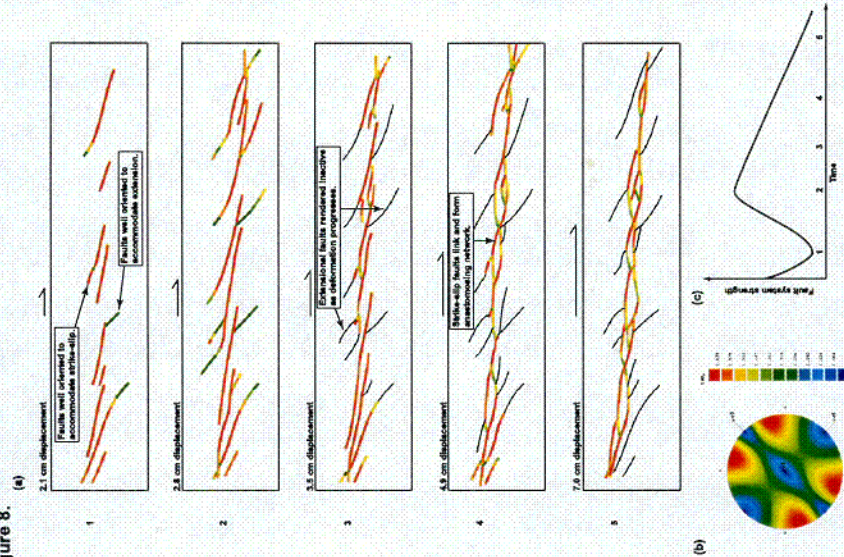 gure 8.
(a)
2.1 cm displacement
Faults well oriented to
accommodate strike-slip.
Faults well oriented to
accommodate extension.
1
2.8 cm displacement
2
3.5 cm displacement
Extensional faults rendered inactive
as deformation progresses.
3
4.9 cm displacement
Strike-slip faults link and form
anastomosing network.
4
7.0 cm displacement
5
(b)
(c)
Fault system strength
1
2
3
4
5
Time